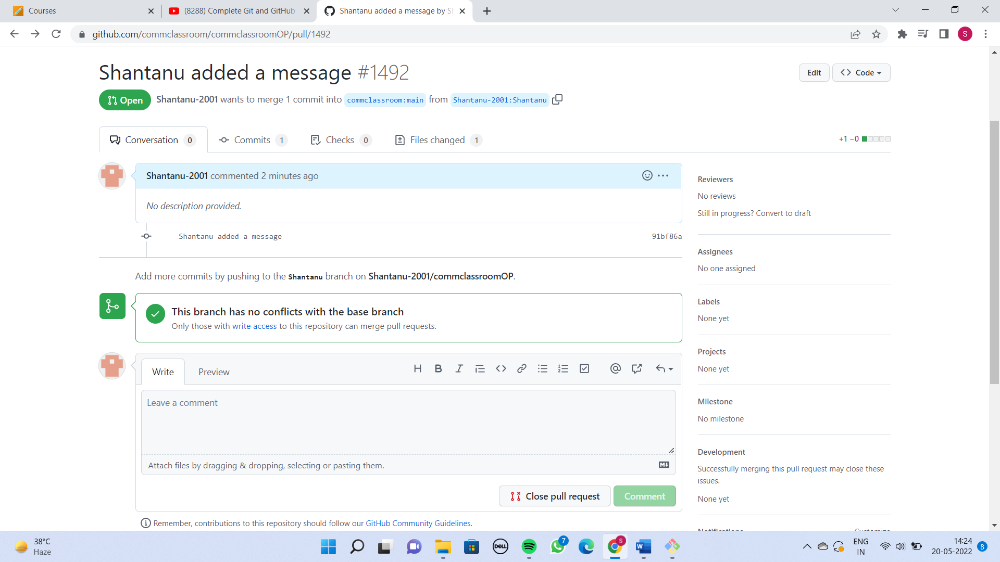 Courses
(8288) Complete Git and GitHub
Shantanu added a message by S
github.com/commclassroom/commclassroomOP/pull/1492
S
Shantanu added a message #1492
Edit
Code
Open
Shantanu-2001 wants to merge 1 commit into commclassroom:main from Shantanu-2001:Shantanu
Conversation 0
Commits 1
Checks 0
Files changed 1
+1 −0
Shantanu-2001 commented 2 minutes ago
No description provided.
Shantanu added a message
91bf86a
Add more commits by pushing to the Shantanu branch on Shantanu-2001/commclassroomOP.
This branch has no conflicts with the base branch
Only those with write access to this repository can merge pull requests.
Write
Preview
Leave a comment
Attach files by dragging & dropping, selecting or pasting them.
Close pull request
Comment
Remember, contributions to this repository should follow our GitHub Community Guidelines.
Reviewers
No reviews
Still in progress? Convert to draft
Assignees
No one assigned
Labels
None yet
Projects
None yet
Milestone
No milestone
Development
Successfully merging this pull request may close these
issues.
None yet
Notifications
Customize
38°C
Haze
DELL
7
S
W
ENG
IN
14:24
20-05-2022
8